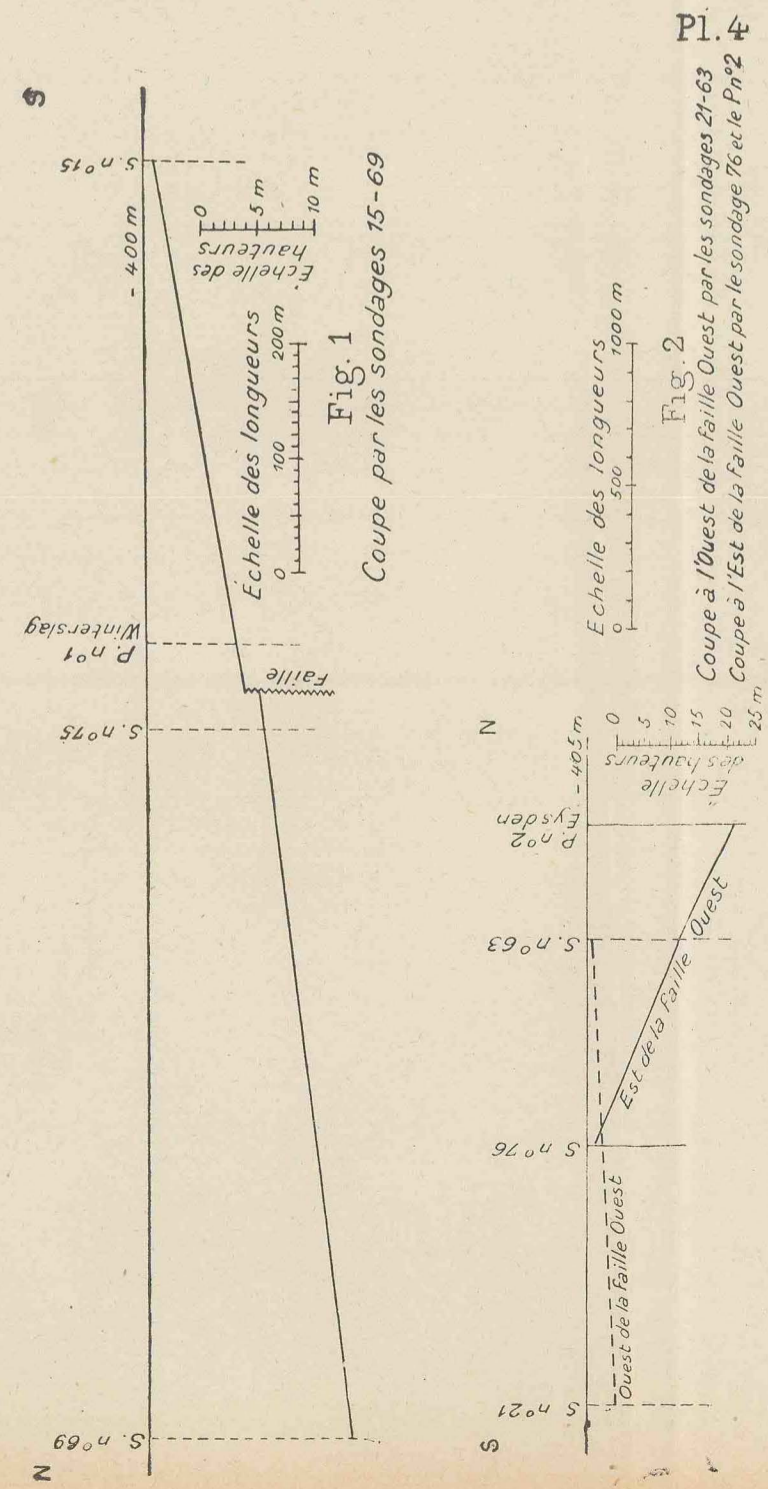 Pl. 4
S
S. n°15
- 400 m
P. n°1
Winterslag
Faille
S. n°75
S. n°69
N
Echelle des
hauteurs
0
5 m
10 m
Echelle des longueurs
0
100
200 m
Fig. 1
Coupe par les sondages 15-69
N
- 405 m
P. n°2
Eysden
S. n°63
S n°76
S n°21
S
Est de la Faille Ouest
Ouest de la Faille Ouest
Echelle
des hauteurs
0
5
10
15
20
25 m
Echelle des longueurs
0
500
1000 m
Fig. 2
Coupe à l'Ouest de la Faille Ouest par les sondages 21-63
Coupe à l'Est de la Faille Ouest par le sondage 76 et le P n°2